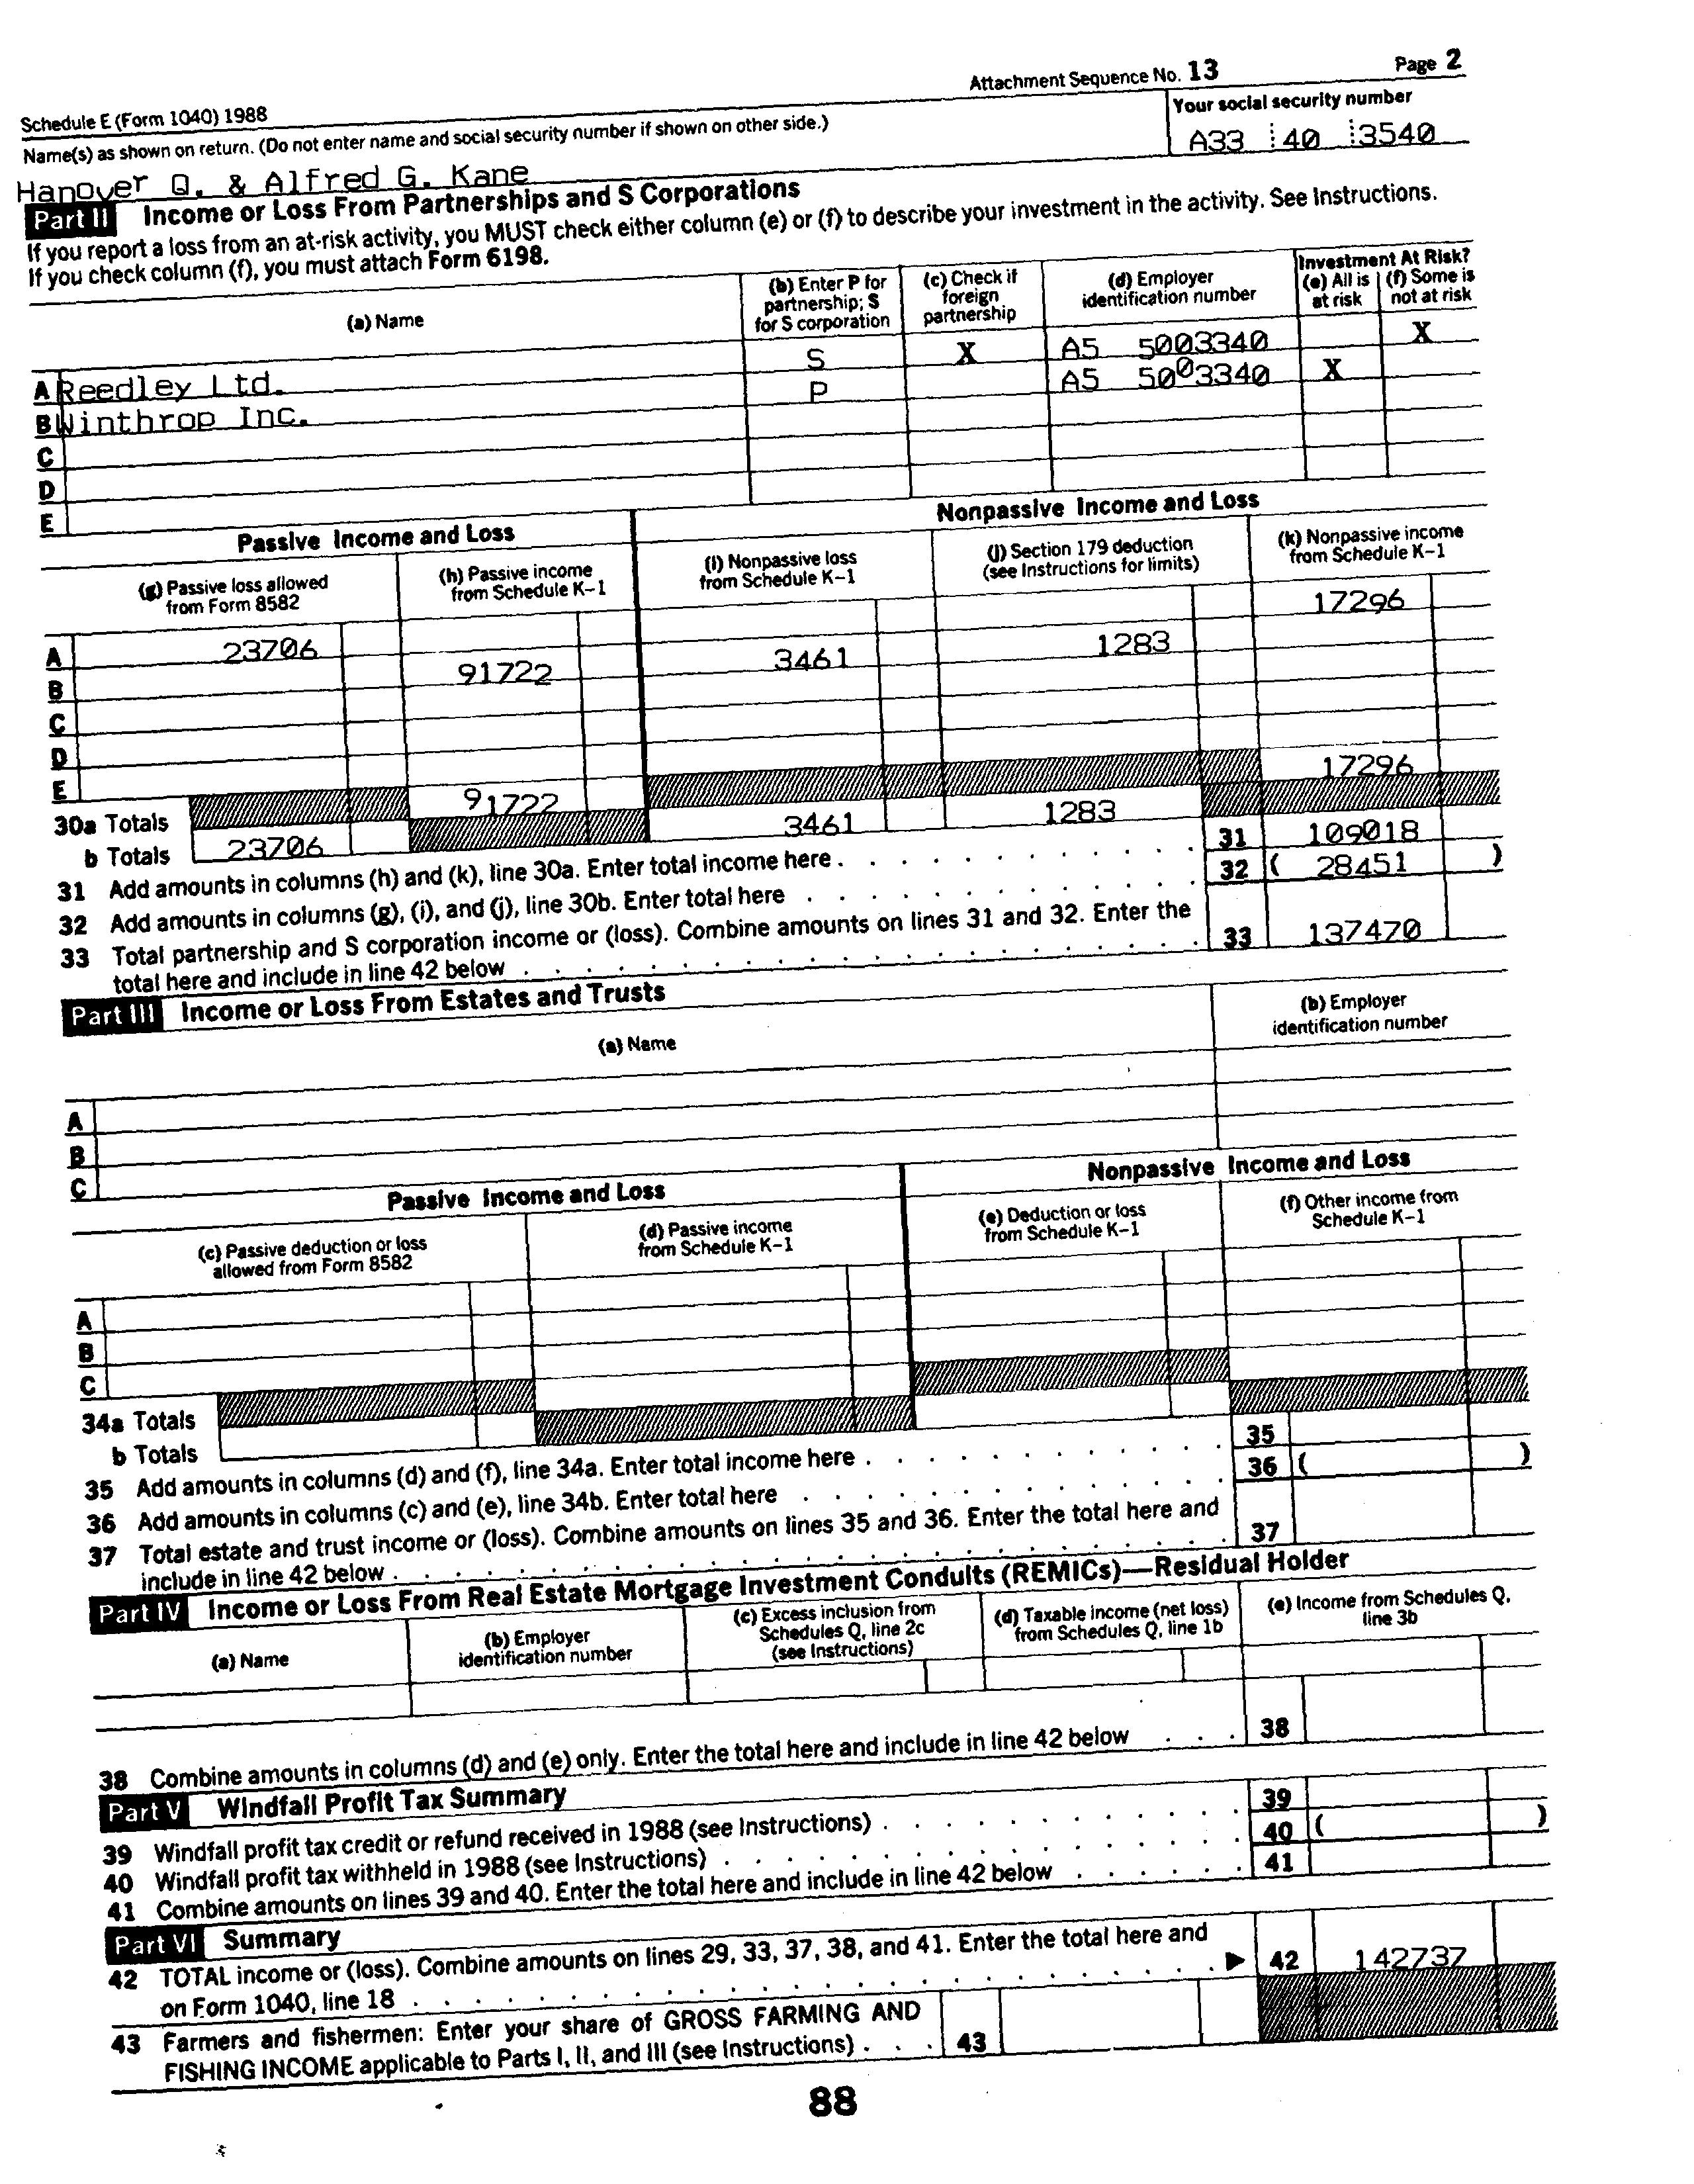 Attachment Sequence No. 13 Page 2
Schedule E (Form 1040) 1988
Name(s) as shown on return. (Do not enter name and social security number if shown on other side.)
Your social security number
Hanover Q. & Alfred G. Kane
A33 40 3540
Part II Income or Loss From Partnerships and S Corporations
If you report a loss from an at-risk activity, you MUST check either column (e) or (f) to describe your investment in the activity. See Instructions.
If you check column (f), you must attach Form 6198.
(a) Name
(b) Enter P for partnership; S for S corporation
(c) Check if foreign partnership
(d) Employer identification number
Investment At Risk?
(e) All is at risk
(f) Some is not at risk
A Reedley Ltd. S X A5 5003340 X
B Winthrop Inc. P A5 5003340 X
C
D
E
Passive Income and Loss
Nonpassive Income and Loss
(g) Passive loss allowed from Form 8582
(h) Passive income from Schedule K-1
(i) Nonpassive loss from Schedule K-1
(j) Section 179 deduction (see Instructions for limits)
(k) Nonpassive income from Schedule K-1
A 23706 17296
B 91722 3461 1283
C
D
E
30a Totals 91722 17296
b Totals 23706 3461 1283
31 Add amounts in columns (h) and (k), line 30a. Enter total income here . 31 109018
32 Add amounts in columns (g), (i), and (j), line 30b. Enter total here . 32 ( 28451 )
33 Total partnership and S corporation income or (loss). Combine amounts on lines 31 and 32. Enter the
total here and include in line 42 below . 33 137470
Part III Income or Loss From Estates and Trusts
(a) Name
(b) Employer identification number
A
B
C
Passive Income and Loss
Nonpassive Income and Loss
(c) Passive deduction or loss allowed from Form 8582
(d) Passive income from Schedule K-1
(e) Deduction or loss from Schedule K-1
(f) Other income from Schedule K-1
A
B
C
34a Totals
b Totals
35 Add amounts in columns (d) and (f), line 34a. Enter total income here . 35
36 Add amounts in columns (c) and (e), line 34b. Enter total here . 36 ( )
37 Total estate and trust income or (loss). Combine amounts on lines 35 and 36. Enter the total here and
include in line 42 below . 37
Part IV Income or Loss From Real Estate Mortgage Investment Conduits (REMICs)—Residual Holder
(a) Name
(b) Employer identification number
(c) Excess inclusion from Schedules Q, line 2c (see Instructions)
(d) Taxable income (net loss) from Schedules Q, line 1b
(e) Income from Schedules Q, line 3b
38 Combine amounts in columns (d) and (e) only. Enter the total here and include in line 42 below . 38
Part V Windfall Profit Tax Summary
39 Windfall profit tax credit or refund received in 1988 (see Instructions) . 39
40 Windfall profit tax withheld in 1988 (see Instructions) . 40 ( )
41 Combine amounts on lines 39 and 40. Enter the total here and include in line 42 below . 41
Part VI Summary
42 TOTAL income or (loss). Combine amounts on lines 29, 33, 37, 38, and 41. Enter the total here and
on Form 1040, line 18 . ▶ 42 142737
43 Farmers and fishermen: Enter your share of GROSS FARMING AND
FISHING INCOME applicable to Parts I, II, and III (see Instructions) . 43
88